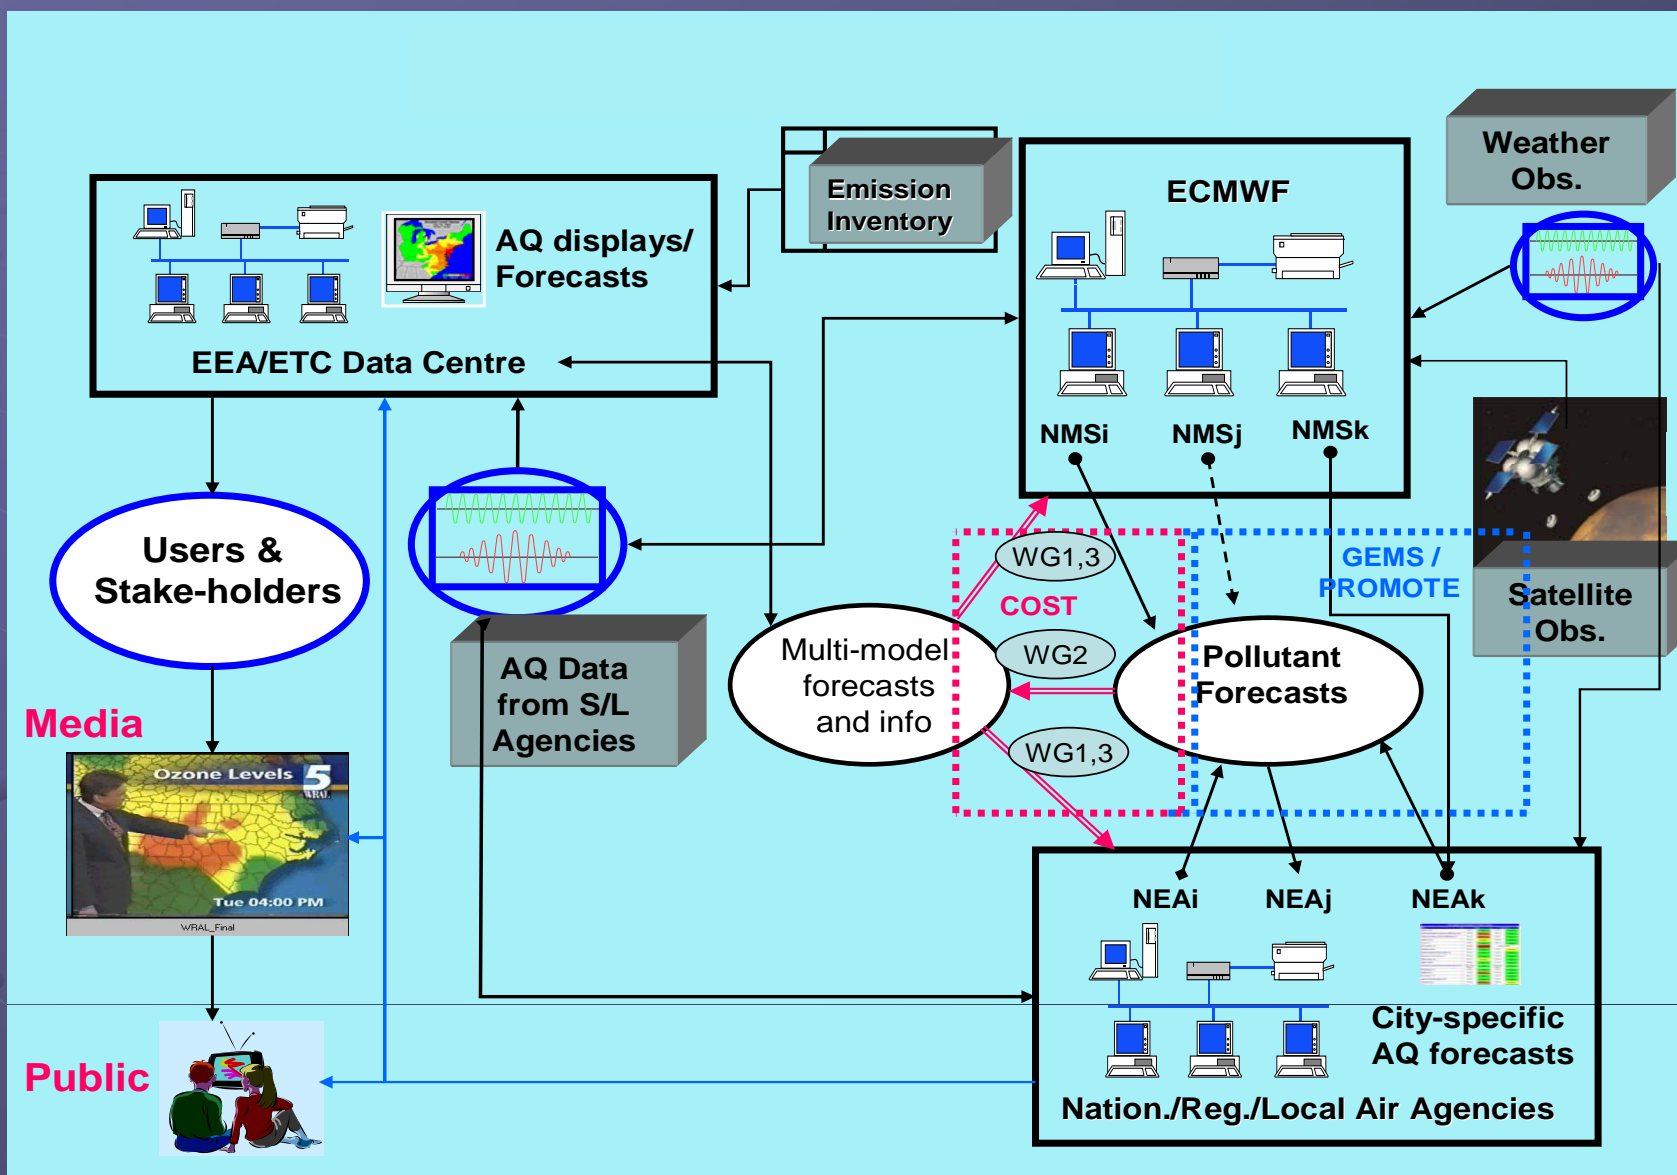 Weather
Obs.
Emission
Inventory
ECMWF
AQ displays/
Forecasts
EEA/ETC Data Centre
NMSi
NMSj
NMSk
Users &
Stake-holders
WG1,3
GEMS /
PROMOTE
COST
Satellite
Obs.
Multi-model
forecasts
and info
WG2
Pollutant
Forecasts
AQ Data
from S/L
Agencies
Media
WG1,3
Ozone Levels
5
WRAL
Tue 04:00 PM
WRAL_Final
NEAi
NEAj
NEAk
City-specific
AQ forecasts
Public
Nation./Reg./Local Air Agencies